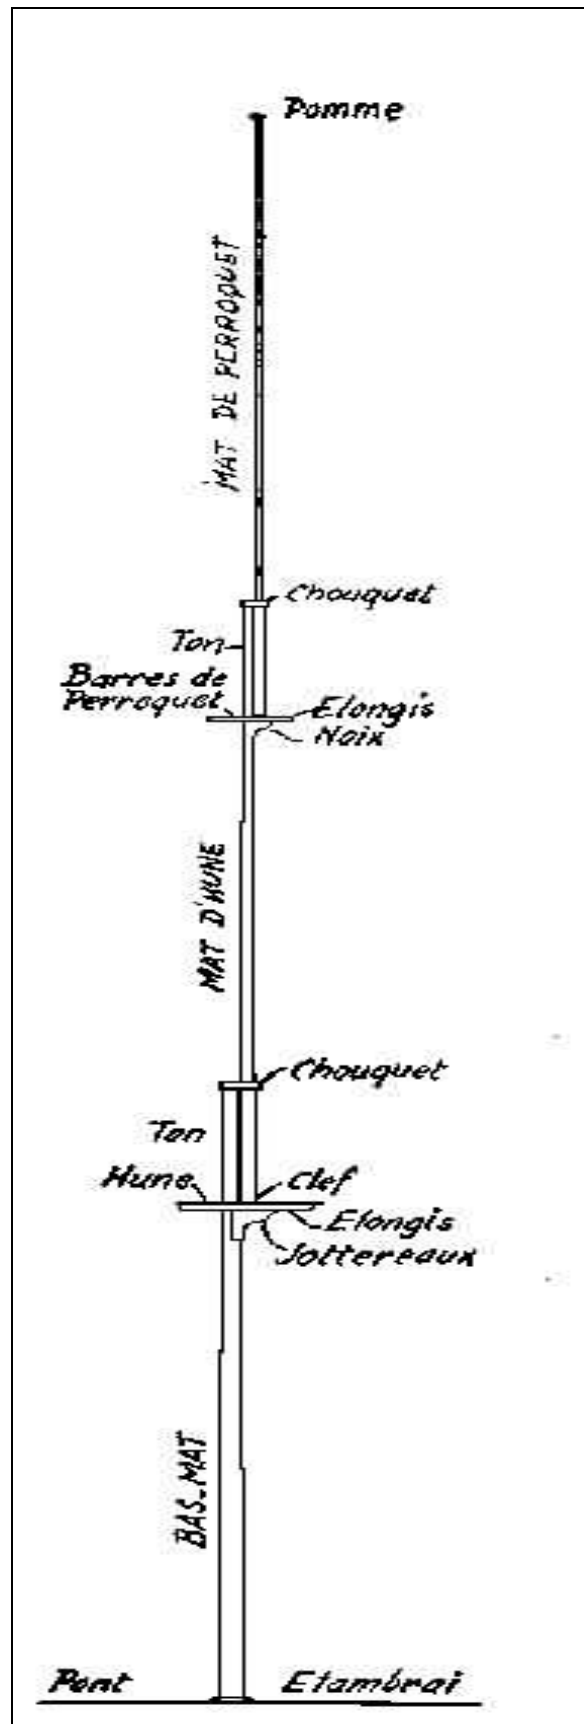 Pomme
MAT DE PERROQUET
Chouquet
Ton
Barres de
Perroquet
Elongis
Noix
MAT D'HUNE
Chouquet
Ton
Hune
Clef
Elongis
Jottereaux
BAS-MAT
Pont
Etambrai